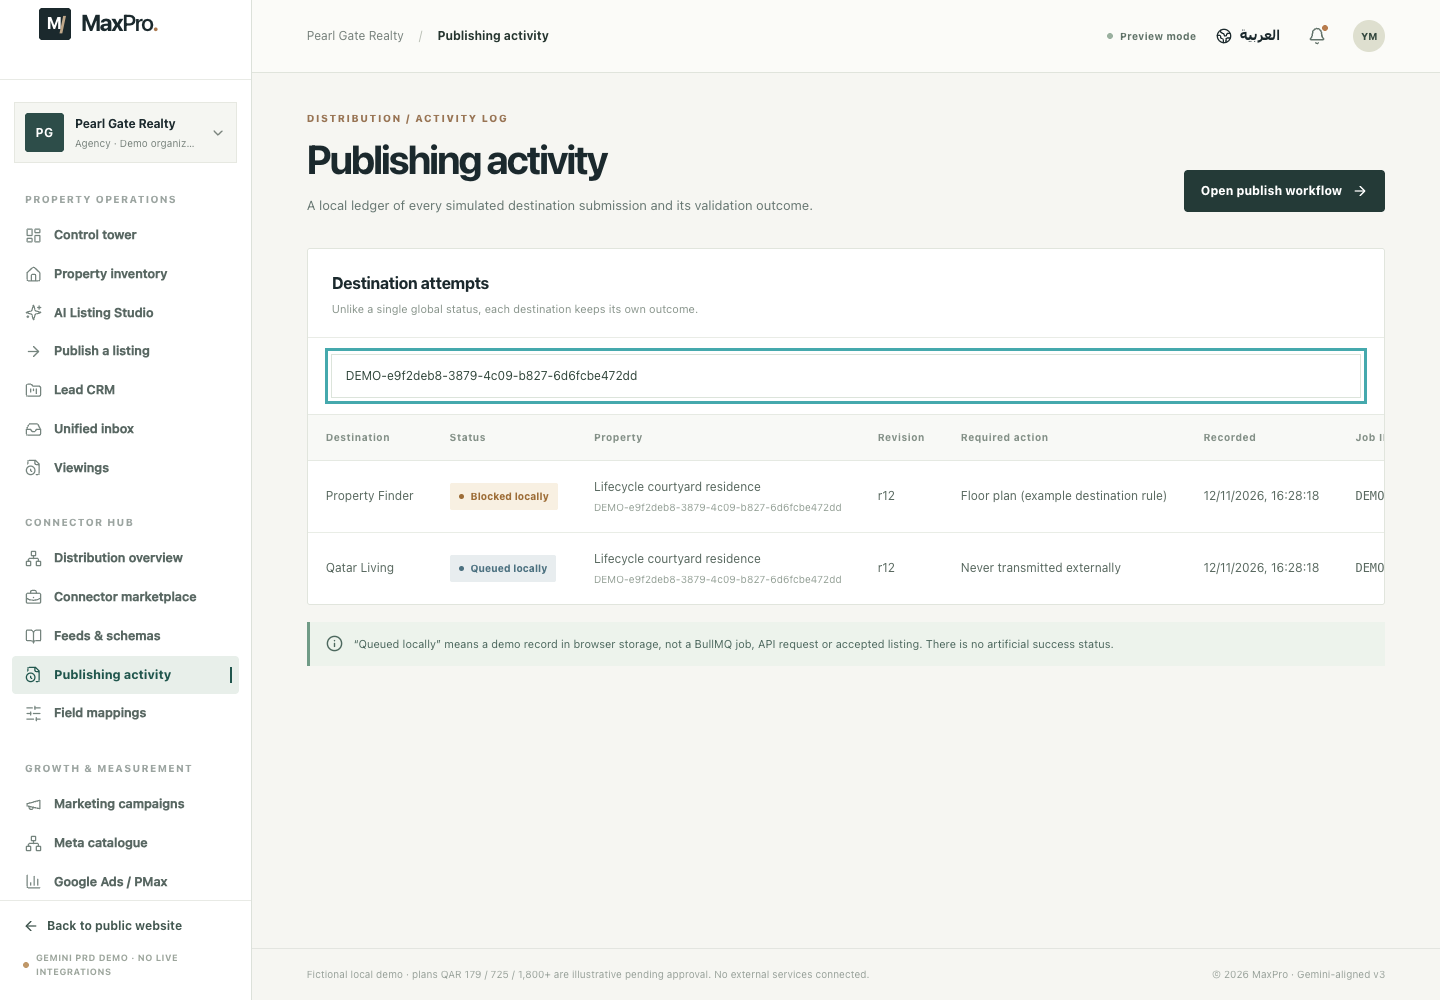 M/ MaxPro.
PG
Pearl Gate Realty
Agency · Demo organiz...
PROPERTY OPERATIONS
Control tower
Property inventory
AI Listing Studio
Publish a listing
Lead CRM
Unified inbox
Viewings
CONNECTOR HUB
Distribution overview
Connector marketplace
Feeds & schemas
Publishing activity
Field mappings
GROWTH & MEASUREMENT
Marketing campaigns
Meta catalogue
Google Ads / PMax
Back to public website
GEMINI PRD DEMO · NO LIVE
INTEGRATIONS
Pearl Gate Realty / Publishing activity
Preview mode
العربية
YM
DISTRIBUTION / ACTIVITY LOG
Publishing activity
A local ledger of every simulated destination submission and its validation outcome.
Open publish workflow
Destination attempts
Unlike a single global status, each destination keeps its own outcome.
DEMO-e9f2deb8-3879-4c09-b827-6d6fcbe472dd
Destination Status Property Revision Required action Recorded Job
Property Finder Blocked locally Lifecycle courtyard residence r12 Floor plan (example destination rule) 12/11/2026, 16:28:18 DEMO
DEMO-e9f2deb8-3879-4c09-b827-6d6fcbe472dd
Qatar Living Queued locally Lifecycle courtyard residence r12 Never transmitted externally 12/11/2026, 16:28:18 DEMO
DEMO-e9f2deb8-3879-4c09-b827-6d6fcbe472dd
“Queued locally” means a demo record in browser storage, not a BullMQ job, API request or accepted listing. There is no artificial success status.
Fictional local demo · plans QAR 179 / 725 / 1,800+ are illustrative pending approval. No external services connected.
© 2026 MaxPro · Gemini-aligned v3